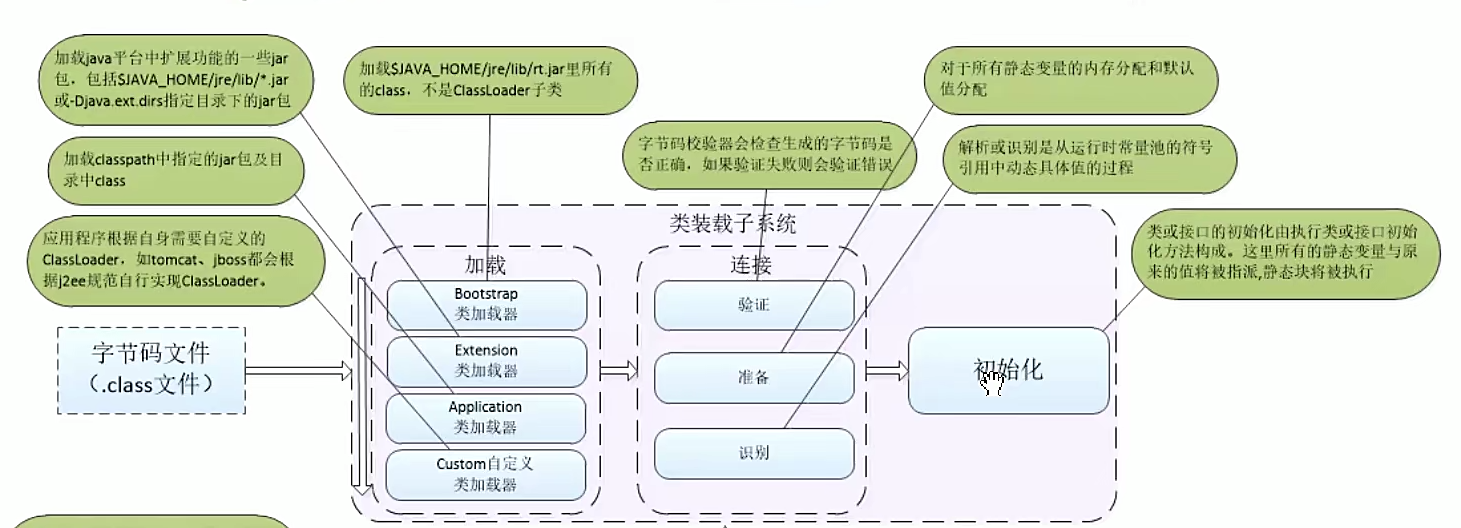 加载java平台中扩展功能的一些jar
包，包括$JAVA_HOME/jre/lib/*.jar
或-Djava.ext.dirs指定目录下的jar包
加载$JAVA_HOME/jre/lib/rt.jar里所有
的class，不是ClassLoader子类
对于所有静态变量的内存分配和默认
值分配
加载classpath中指定的jar包及目
录中class
字节码校验器会检查生成的字节码是
否正确，如果验证失败则会验证错误
解析或识别是从运行时常量池的符号
引用中动态具体值的过程
应用程序根据自身需要自定义的
ClassLoader，如tomcat、jboss都会根
据j2ee规范自行实现ClassLoader。
类或接口的初始化由执行类或接口初始
化方法构成。这里所有的静态变量与原
来的值将被指派,静态块将被执行
类装载子系统
字节码文件
（.class文件）
加载
Bootstrap
类加载器
Extension
类加载器
Application
类加载器
Custom自定义
类加载器
连接
验证
准备
识别
初始化